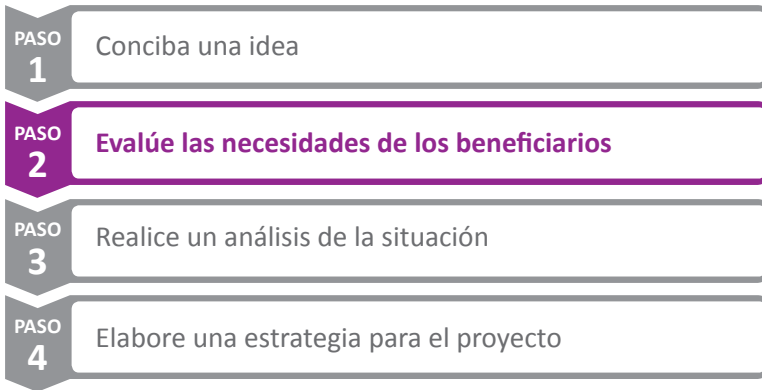 PASO
1
Conciba una idea
PASO
2
Evalúe las necesidades de los beneficiarios
PASO
3
Realice un análisis de la situación
PASO
4
Elabore una estrategia para el proyecto